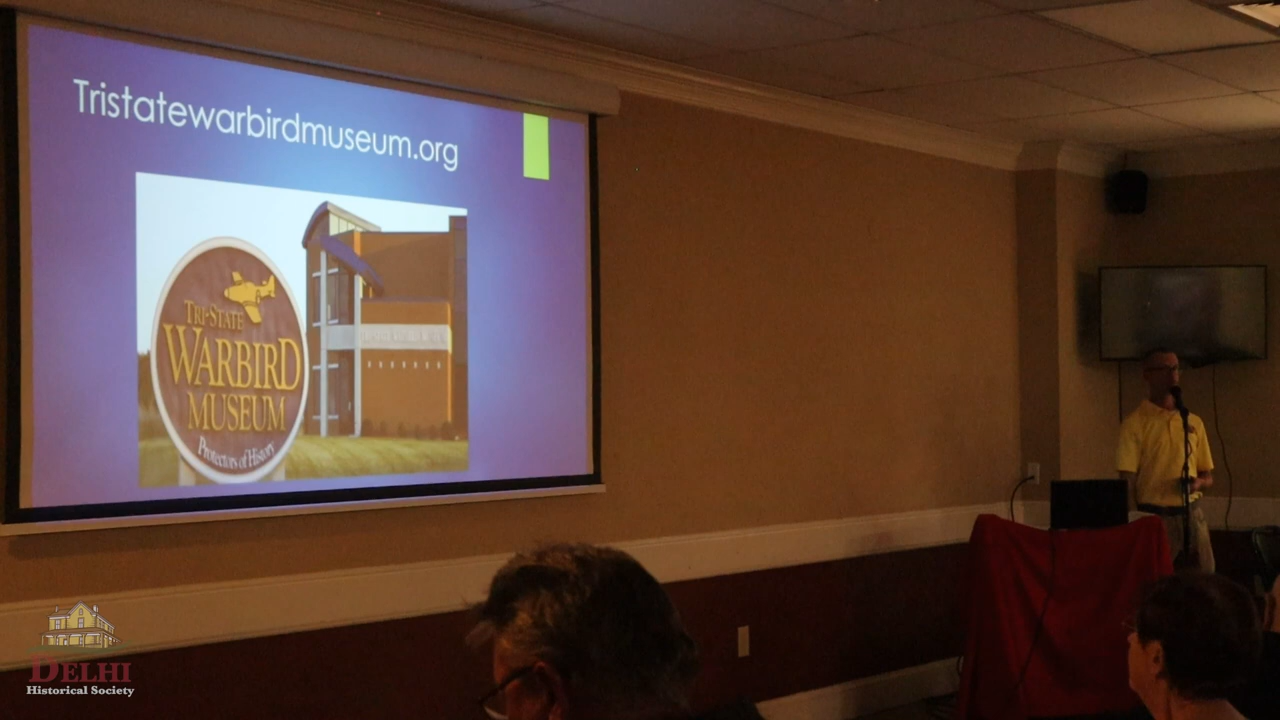 Tristatewarbirdmuseum.org
TRI-STATE
WARBIRD
MUSEUM
Protectors of History
DELHI
Historical Society